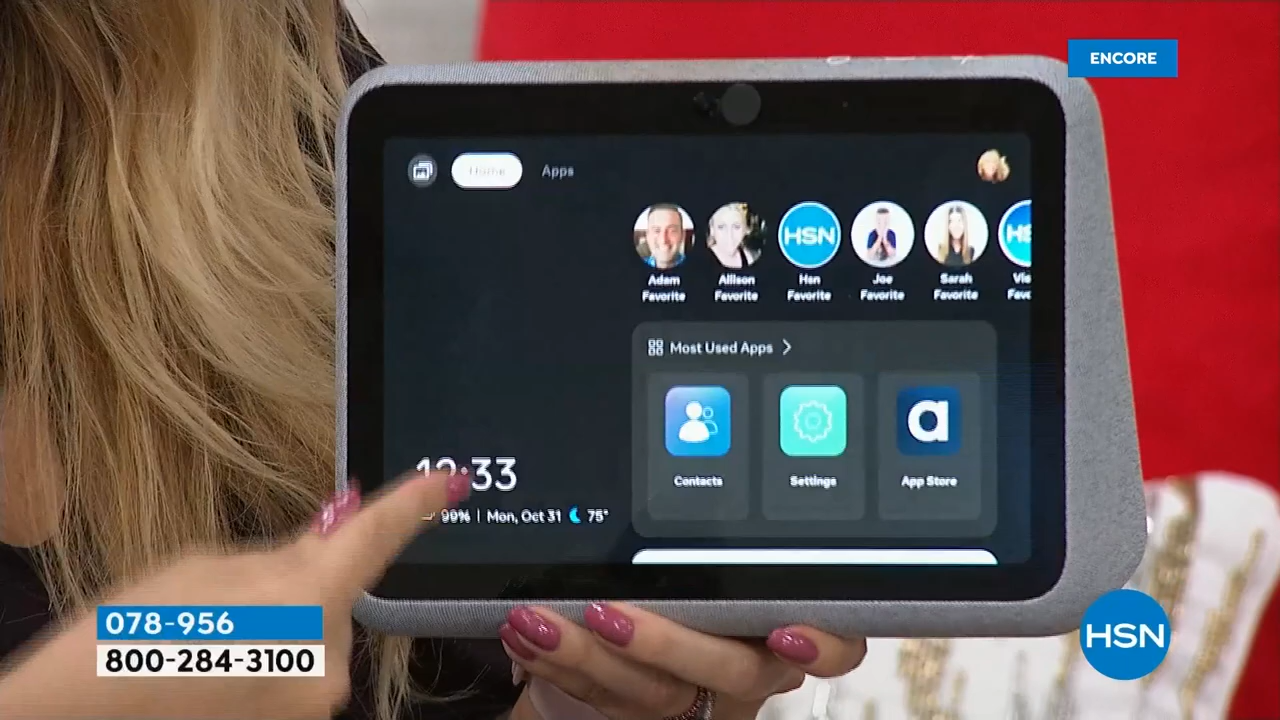 ENCORE
Home
Apps
HSN
HS
Adam
Favorite
Allison
Favorite
Hsn
Favorite
Joe
Favorite
Sarah
Favorite
Most Used Apps
Contacts
Settings
a
App Store
12:33
99% | Mon, Oct 31 75°
078-956
800-284-3100
HSN